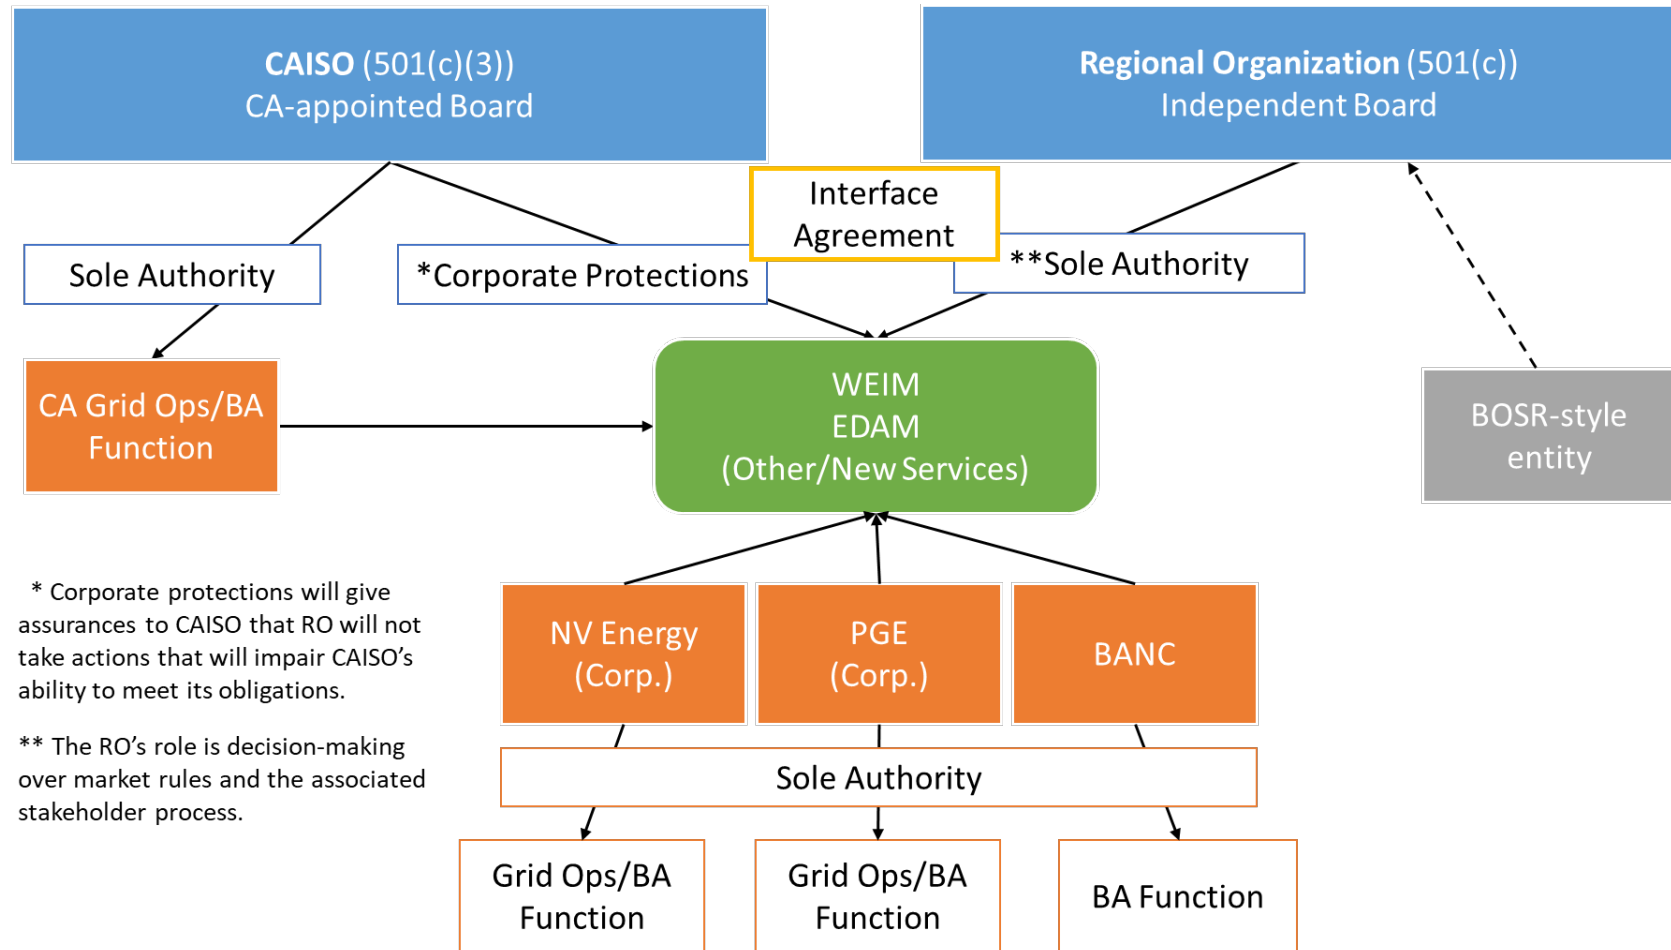 CAISO (501(c)(3))
CA-appointed Board
Regional Organization (501(c))
Independent Board
Interface
Agreement
Sole Authority
*Corporate Protections
**Sole Authority
CA Grid Ops/BA
Function
WEIM
EDAM
(Other/New Services)
BOSR-style
entity
* Corporate protections will give
assurances to CAISO that RO will not
take actions that will impair CAISO’s
ability to meet its obligations.
** The RO’s role is decision-making
over market rules and the associated
stakeholder process.
NV Energy
(Corp.)
PGE
(Corp.)
BANC
Sole Authority
Grid Ops/BA
Function
Grid Ops/BA
Function
BA Function